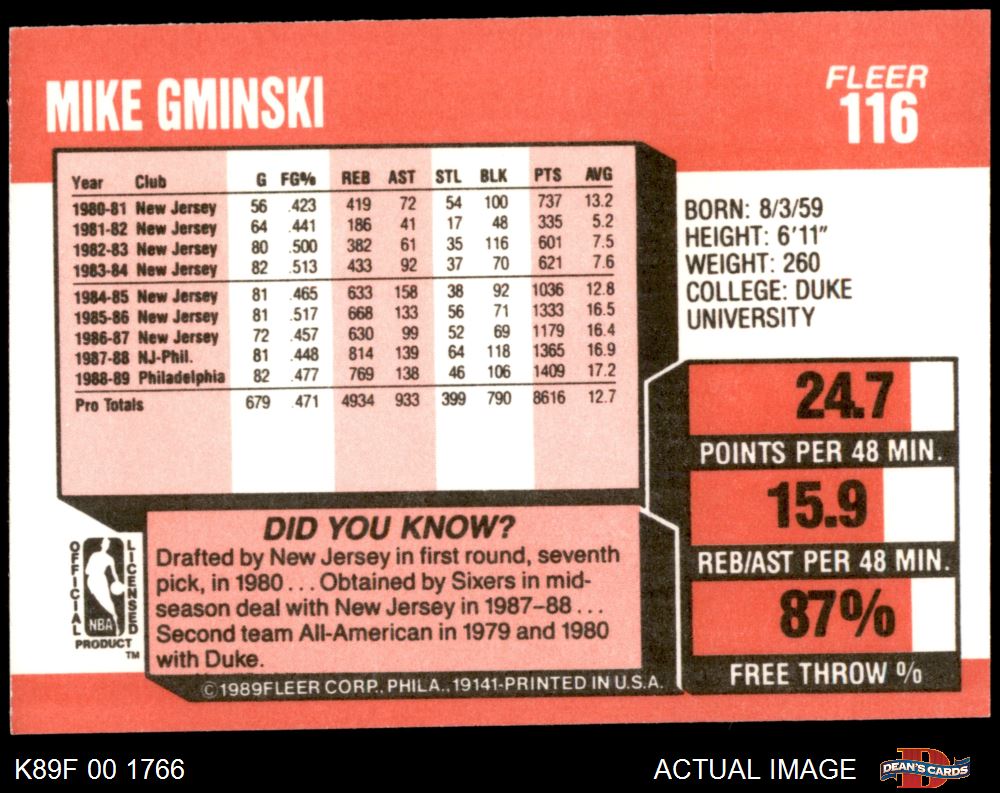 MIKE GMINSKI
FLEER
116
Year Club G FG% REB AST STL BLK PTS AVG
1980-81 New Jersey 56 .423 419 72 54 100 737 13.2
1981-82 New Jersey 64 .441 186 41 17 48 335 5.2
1982-83 New Jersey 80 .500 382 61 35 116 601 7.5
1983-84 New Jersey 82 .513 433 92 37 70 621 7.6
1984-85 New Jersey 81 .465 633 158 38 92 1036 12.8
1985-86 New Jersey 81 .517 668 133 56 71 1333 16.5
1986-87 New Jersey 72 .457 630 99 52 69 1179 16.4
1987-88 NJ-Phil. 81 .448 814 139 64 118 1365 16.9
1988-89 Philadelphia 82 .477 769 138 46 106 1409 17.2
Pro Totals 679 .471 4934 933 399 790 8616 12.7
BORN: 8/3/59
HEIGHT: 6'11"
WEIGHT: 260
COLLEGE: DUKE
UNIVERSITY
24.7
POINTS PER 48 MIN.
15.9
REB/AST PER 48 MIN.
87%
FREE THROW %
DID YOU KNOW?
Drafted by New Jersey in first round, seventh
pick, in 1980 . . . Obtained by Sixers in mid-
season deal with New Jersey in 1987–88 . . .
Second team All-American in 1979 and 1980
with Duke.
OFFICIAL
LICENSED
NBA
PRODUCT
TM
©1989FLEER CORP., PHILA., 19141-PRINTED IN U.S.A.
K89F 00 1766
ACTUAL IMAGE
D
DEAN'S CARDS